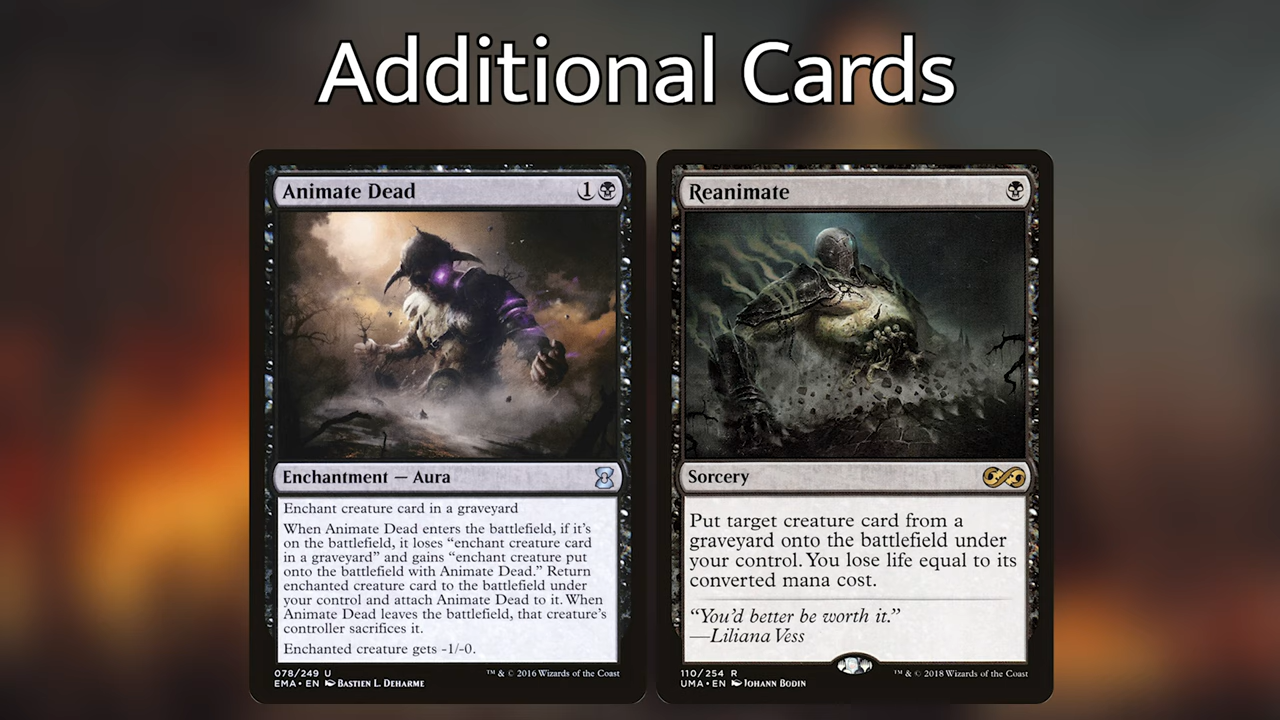 Additional Cards
Animate Dead 1
Enchantment — Aura
Enchant creature card in a graveyard
When Animate Dead enters the battlefield, if it's
on the battlefield, it loses “enchant creature card
in a graveyard” and gains “enchant creature put
onto the battlefield with Animate Dead.” Return
enchanted creature card to the battlefield under
your control and attach Animate Dead to it. When
Animate Dead leaves the battlefield, that creature's
controller sacrifices it.
Enchanted creature gets -1/-0.
078/249 U
EMA • EN Bastien L. Deharme
™ & © 2016 Wizards of the Coast
Reanimate
Sorcery
Put target creature card from a
graveyard onto the battlefield under
your control. You lose life equal to its
converted mana cost.
“You'd better be worth it.”
—Liliana Vess
110/254 R
UMA • EN Johann Bodin
™ & © 2018 Wizards of the Coast